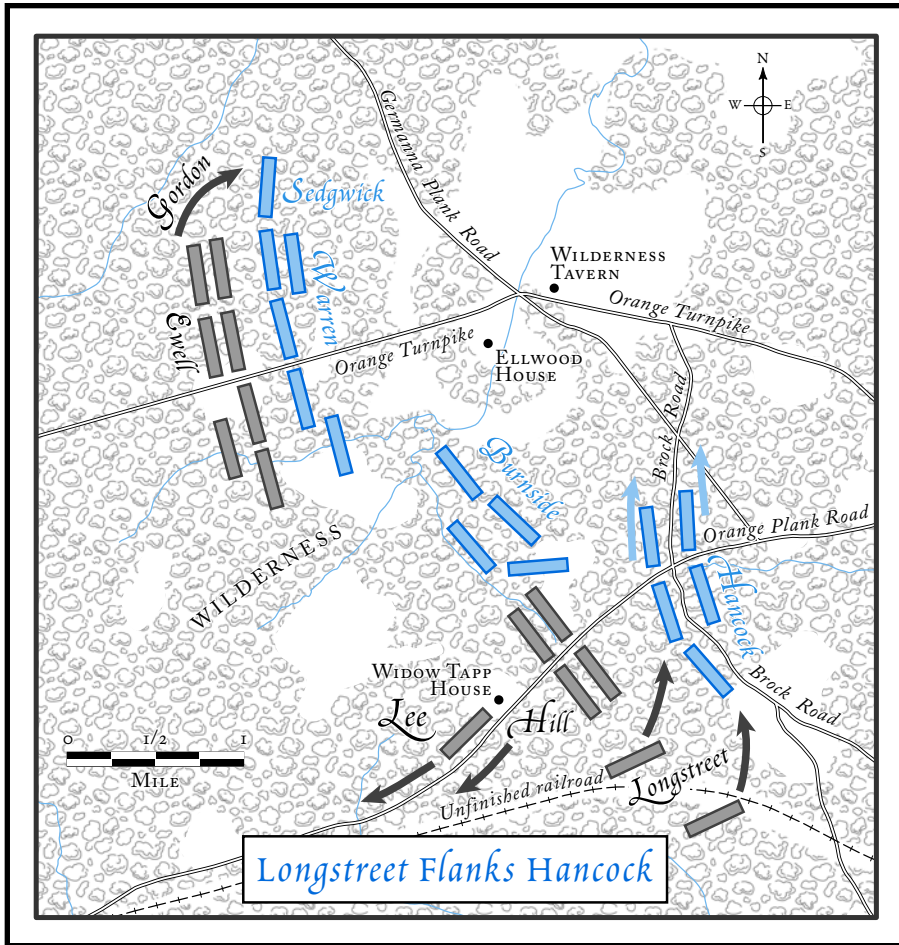 N
W E
S
Germanna Plank Road
Gordon
Sedgwick
Warren
Wilderness
Tavern
Orange Turnpike
Ewell
Orange Turnpike
Ellwood
House
Brock Road
Burnside
Orange Plank Road
WILDERNESS
Hancock
Widow Tapp
House
Brock Road
Lee
Hill
0 1/2 1
Mile
Unfinished railroad
Longstreet
Longstreet Flanks Hancock